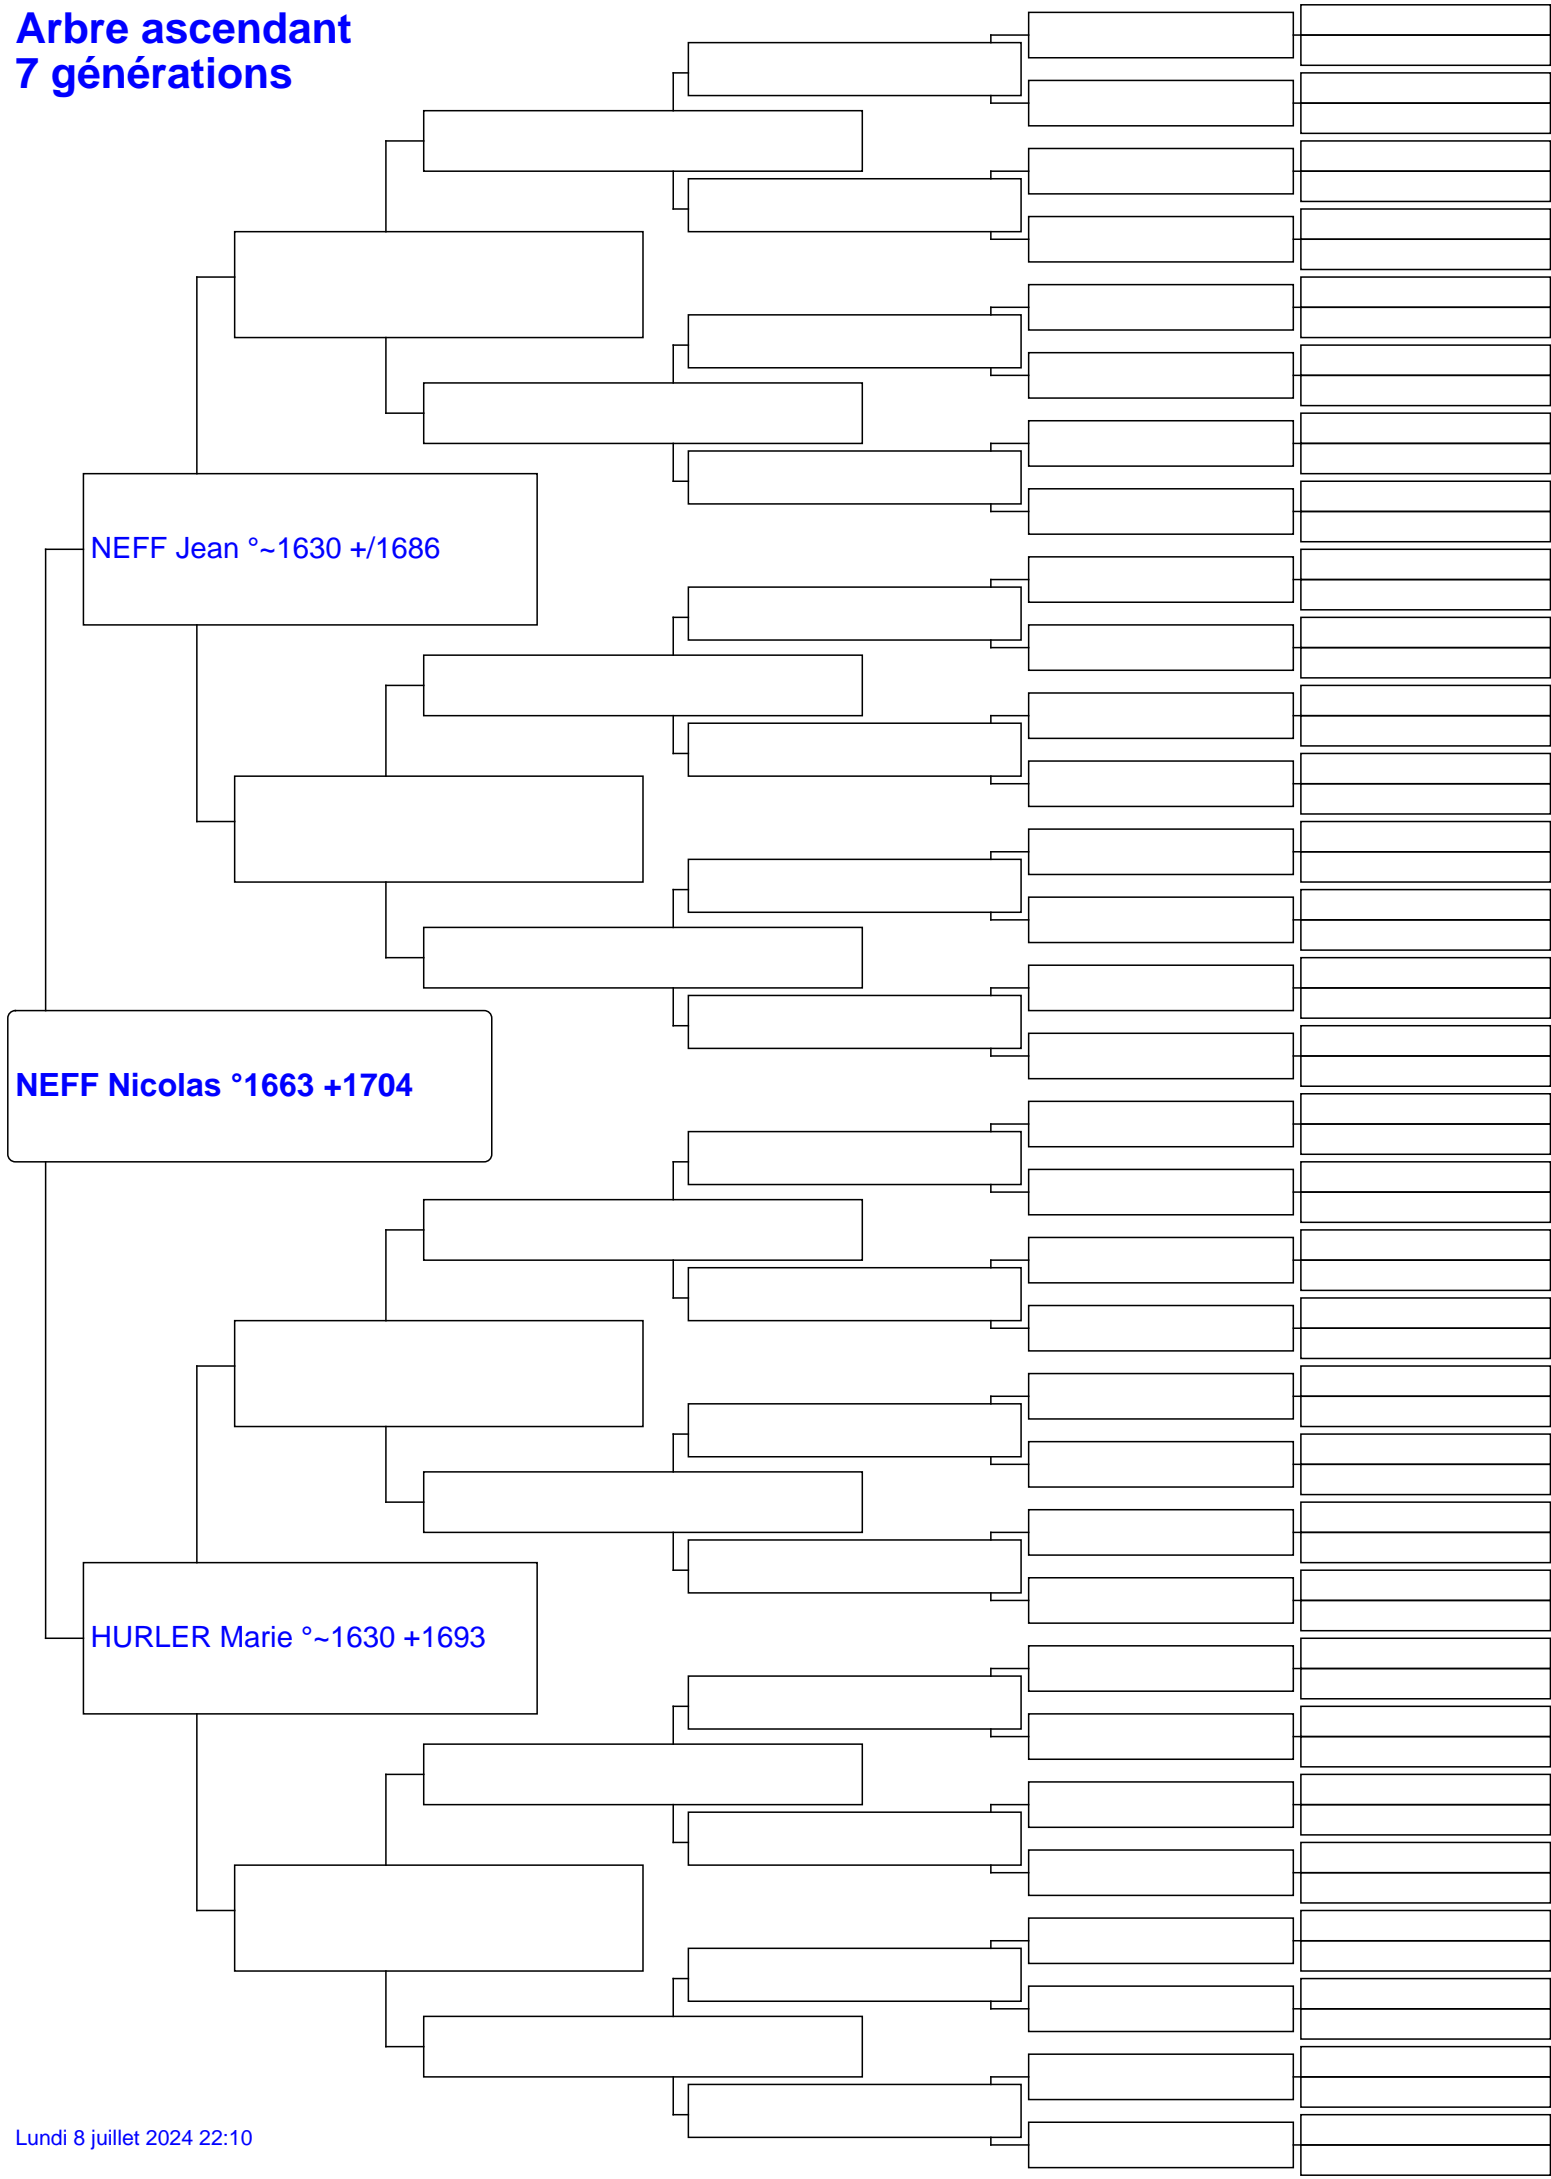 Arbre ascendant
7 générations
NEFF Jean °~1630 +/1686
NEFF Nicolas °1663 +1704
HURLER Marie °~1630 +1693
Lundi 8 juillet 2024 22:10